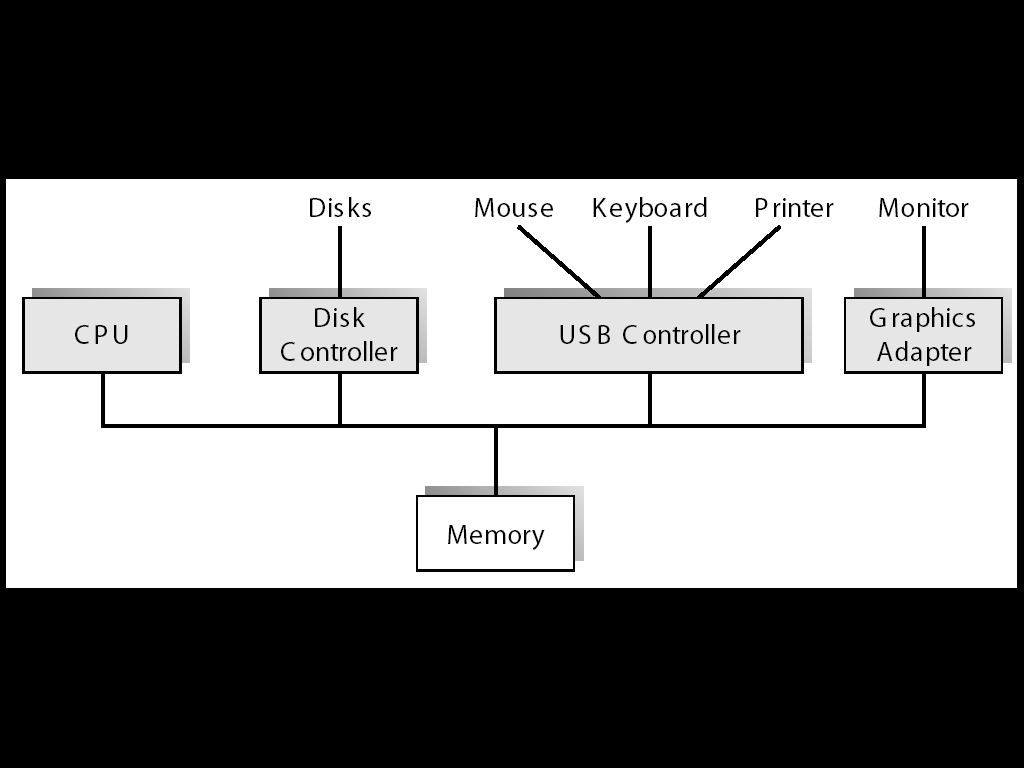 Disks
Mouse
Keyboard
Printer
Monitor
CPU
Disk
Controller
USB Controller
Graphics
Adapter
Memory